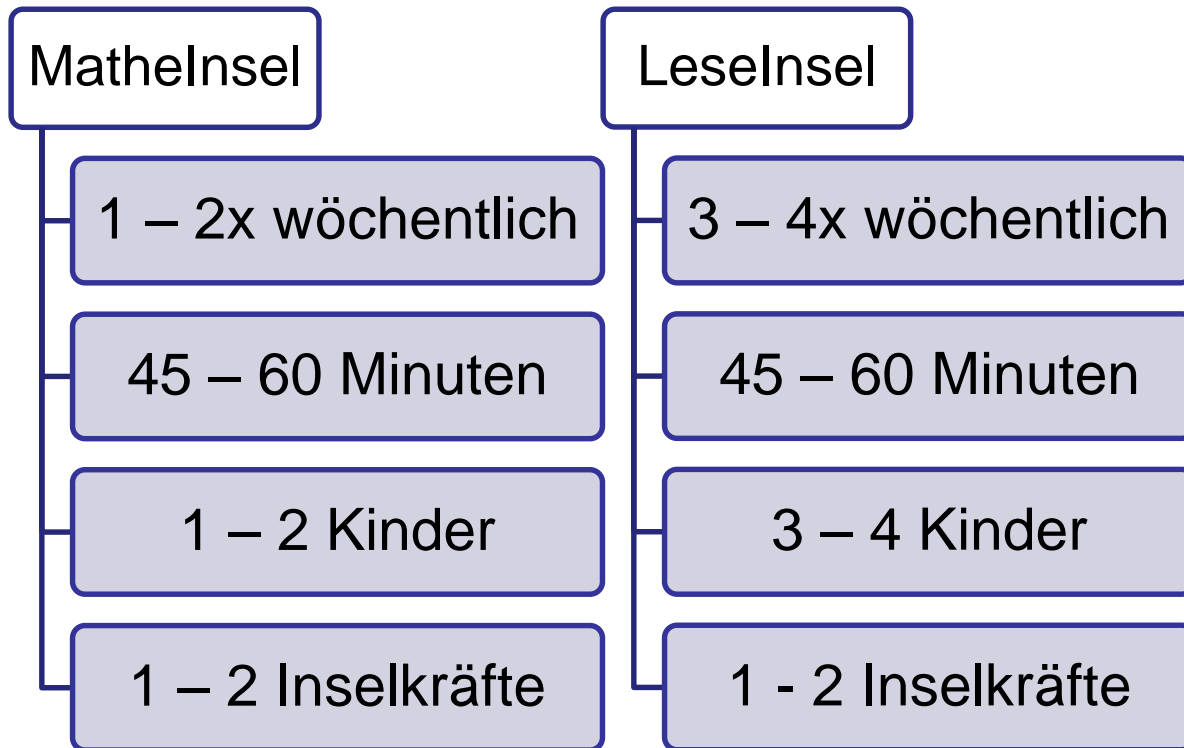 MatheInsel
1 – 2x wöchentlich
45 – 60 Minuten
1 – 2 Kinder
1 – 2 Inselkräfte
LeseInsel
3 – 4x wöchentlich
45 – 60 Minuten
3 – 4 Kinder
1 - 2 Inselkräfte